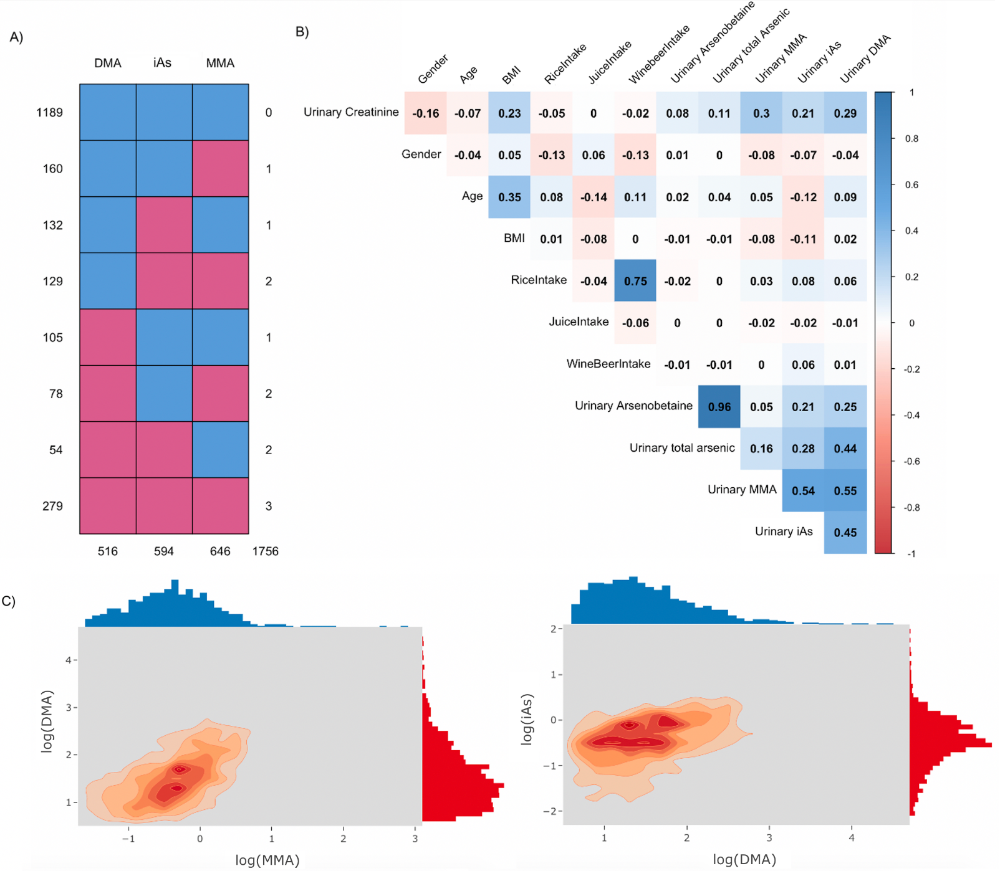 A)
DMA iAs MMA
1189 0
160 1
132 1
129 2
105 1
78 2
54 2
279 3
516 594 646 1756
B)
Gender Age BMI RiceIntake JuiceIntake WinebeerIntake Urinary Arsenobetaine Urinary total Arsenic Urinary MMA Urinary iAs Urinary DMA
Urinary Creatinine -0.16 -0.07 0.23 -0.05 0 -0.02 0.08 0.11 0.3 0.21 0.29
Gender -0.04 0.05 -0.13 0.06 -0.13 0.01 0 -0.08 -0.07 -0.04
Age 0.35 0.08 -0.14 0.11 0.02 0.04 0.05 -0.12 0.09
BMI 0.01 -0.08 0 -0.01 -0.01 -0.08 -0.11 0.02
RiceIntake -0.04 0.75 -0.02 0 0.03 0.08 0.06
JuiceIntake -0.06 0 0 -0.02 -0.02 -0.01
WineBeerIntake -0.01 -0.01 0 0.06 0.01
Urinary Arsenobetaine 0.96 0.05 0.21 0.25
Urinary total arsenic 0.16 0.28 0.44
Urinary MMA 0.54 0.55
Urinary iAs 0.45
1
0.8
0.6
0.4
0.2
0
-0.2
-0.4
-0.6
-0.8
-1
C)
log(DMA)
4
3
2
1
−1 0 1 2 3
log(MMA)
log(iAs)
2
1
0
−1
−2
1 2 3 4
log(DMA)